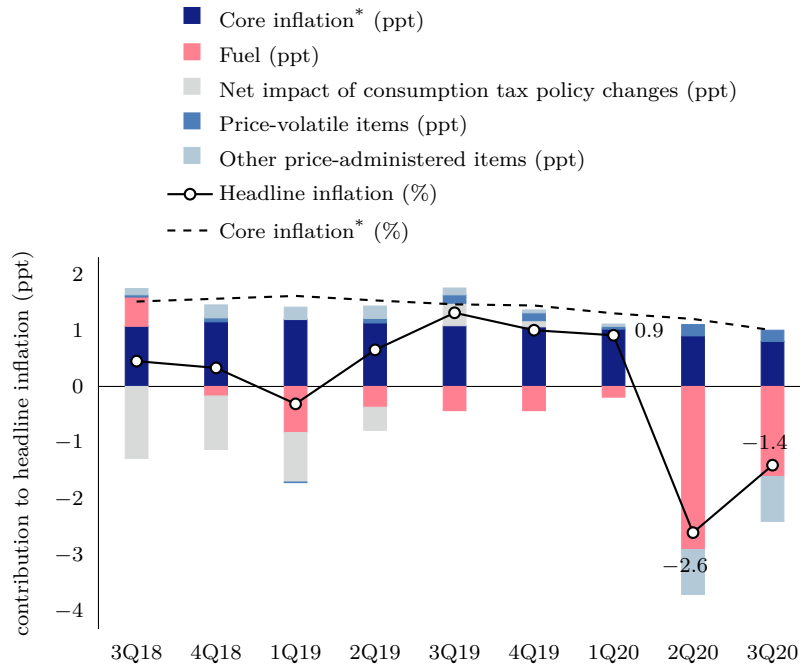 Core inflation* (ppt)
Fuel (ppt)
Net impact of consumption tax policy changes (ppt)
Price-volatile items (ppt)
Other price-administered items (ppt)
Headline inflation (%)
Core inflation* (%)
contribution to headline inflation (ppt)
2
1
0
−1
−2
−3
−4
0.9
−1.4
−2.6
3Q18 4Q18 1Q19 2Q19 3Q19 4Q19 1Q20 2Q20 3Q20